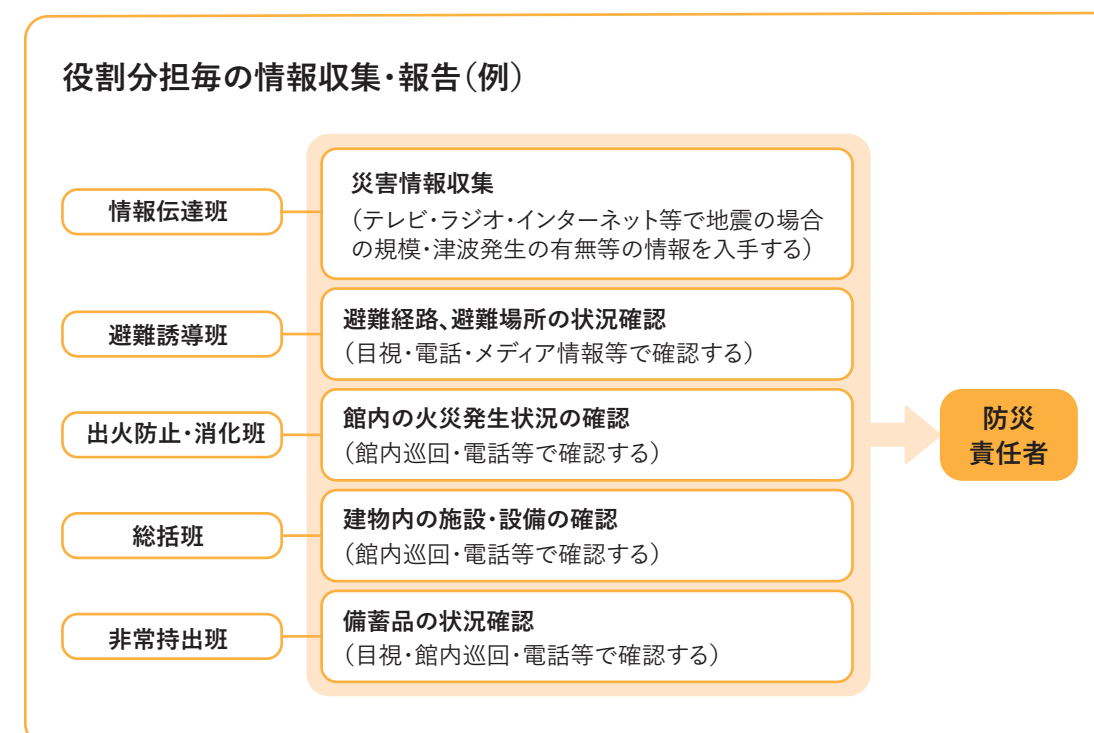 役割分担毎の情報収集・報告（例）
情報伝達班
災害情報収集
（テレビ・ラジオ・インターネット等で地震の場合
の規模・津波発生の有無等の情報を入手する）
避難誘導班
避難経路、避難場所の状況確認
（目視・電話・メディア情報等で確認する）
出火防止・消化班
館内の火災発生状況の確認
（館内巡回・電話等で確認する）
総括班
建物内の施設・設備の確認
（館内巡回・電話等で確認する）
非常持出班
備蓄品の状況確認
（目視・館内巡回・電話等で確認する）
防災
責任者